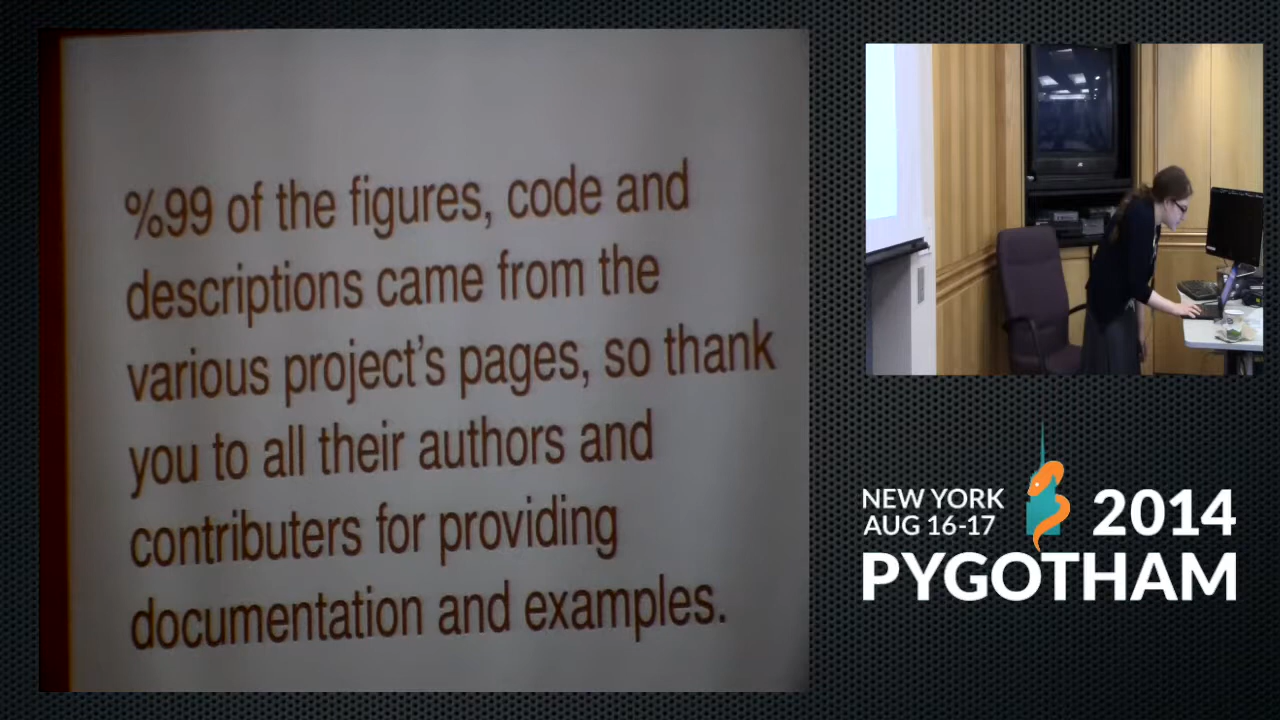 %99 of the figures, code and
descriptions came from the
various project's pages, so thank
you to all their authors and
contributers for providing
documentation and examples.
NEW YORK
AUG 16-17
2014
PYGOTHAM